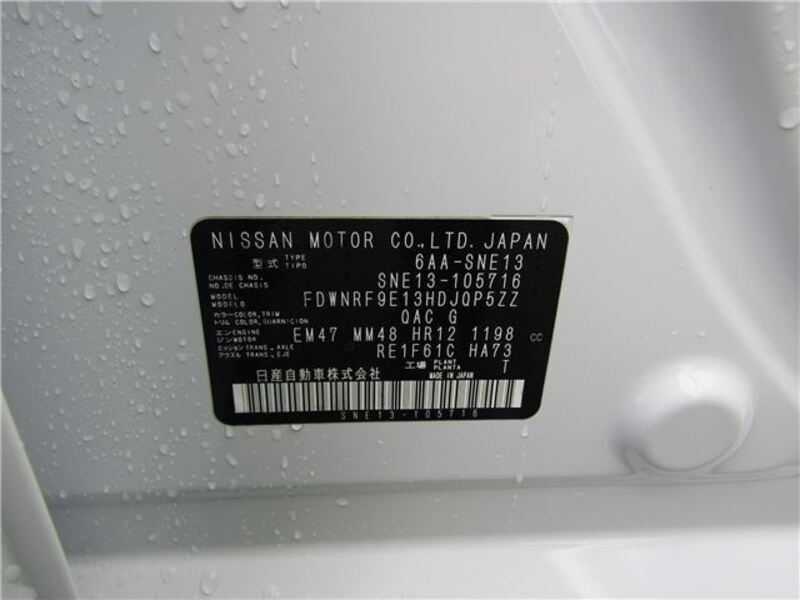 NISSAN MOTOR CO.,LTD. JAPAN
型式 TYPE TIPO 6AA-SNE13
CHASSIS NO. NO.DE CHASIS SNE13-105716
MODEL MODELO FDWNRF9E13HDJQP5ZZ
カラー COLOR,TRIM トリム COLOR,GUARNICION QAC G
エンジン ENGINE MOTOR EM47 MM48 HR12 1198 CC
ミッション TRANS.,AXLE アクスル TRANS.,EJE RE1F61C HA73
工場 PLANT PLANTA T
日産自動車株式会社 MADE IN JAPAN
SNE13-105716